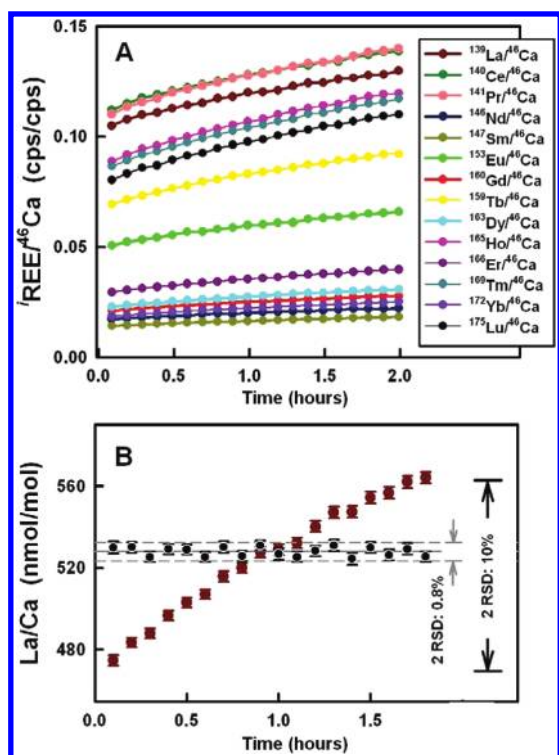 A
0.15
0.10
0.05
0.00
ⁱREE/⁴⁶Ca (cps/cps)
0.0 0.5 1.0 1.5 2.0
Time (hours)
¹³⁹La/⁴⁶Ca
¹⁴⁰Ce/⁴⁶Ca
¹⁴¹Pr/⁴⁶Ca
¹⁴⁶Nd/⁴⁶Ca
¹⁴⁷Sm/⁴⁶Ca
¹⁵³Eu/⁴⁶Ca
¹⁶⁰Gd/⁴⁶Ca
¹⁵⁹Tb/⁴⁶Ca
¹⁶³Dy/⁴⁶Ca
¹⁶⁵Ho/⁴⁶Ca
¹⁶⁶Er/⁴⁶Ca
¹⁶⁹Tm/⁴⁶Ca
¹⁷²Yb/⁴⁶Ca
¹⁷⁵Lu/⁴⁶Ca
B
560
520
480
La/Ca (nmol/mol)
2 RSD: 0.8%
2 RSD: 10%
0.0 0.5 1.0 1.5
Time (hours)